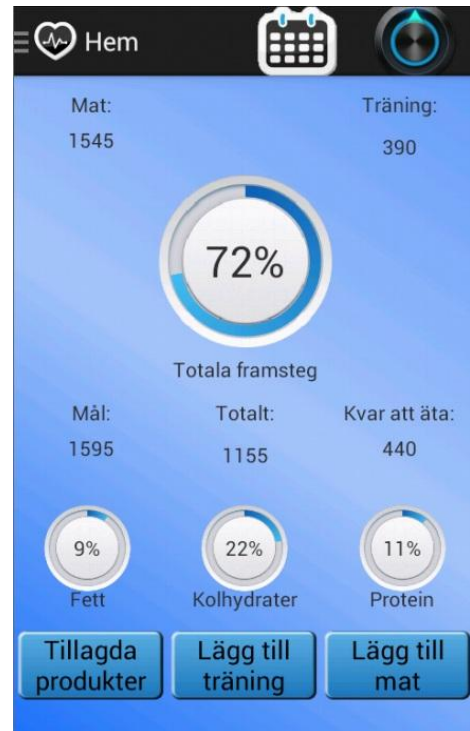 Hem
Mat:
Träning:
1545
390
72%
Totala framsteg
Mål:
Totalt:
Kvar att äta:
1595
1155
440
9%
22%
11%
Fett
Kolhydrater
Protein
Tillagda
produkter
Lägg till
träning
Lägg till
mat